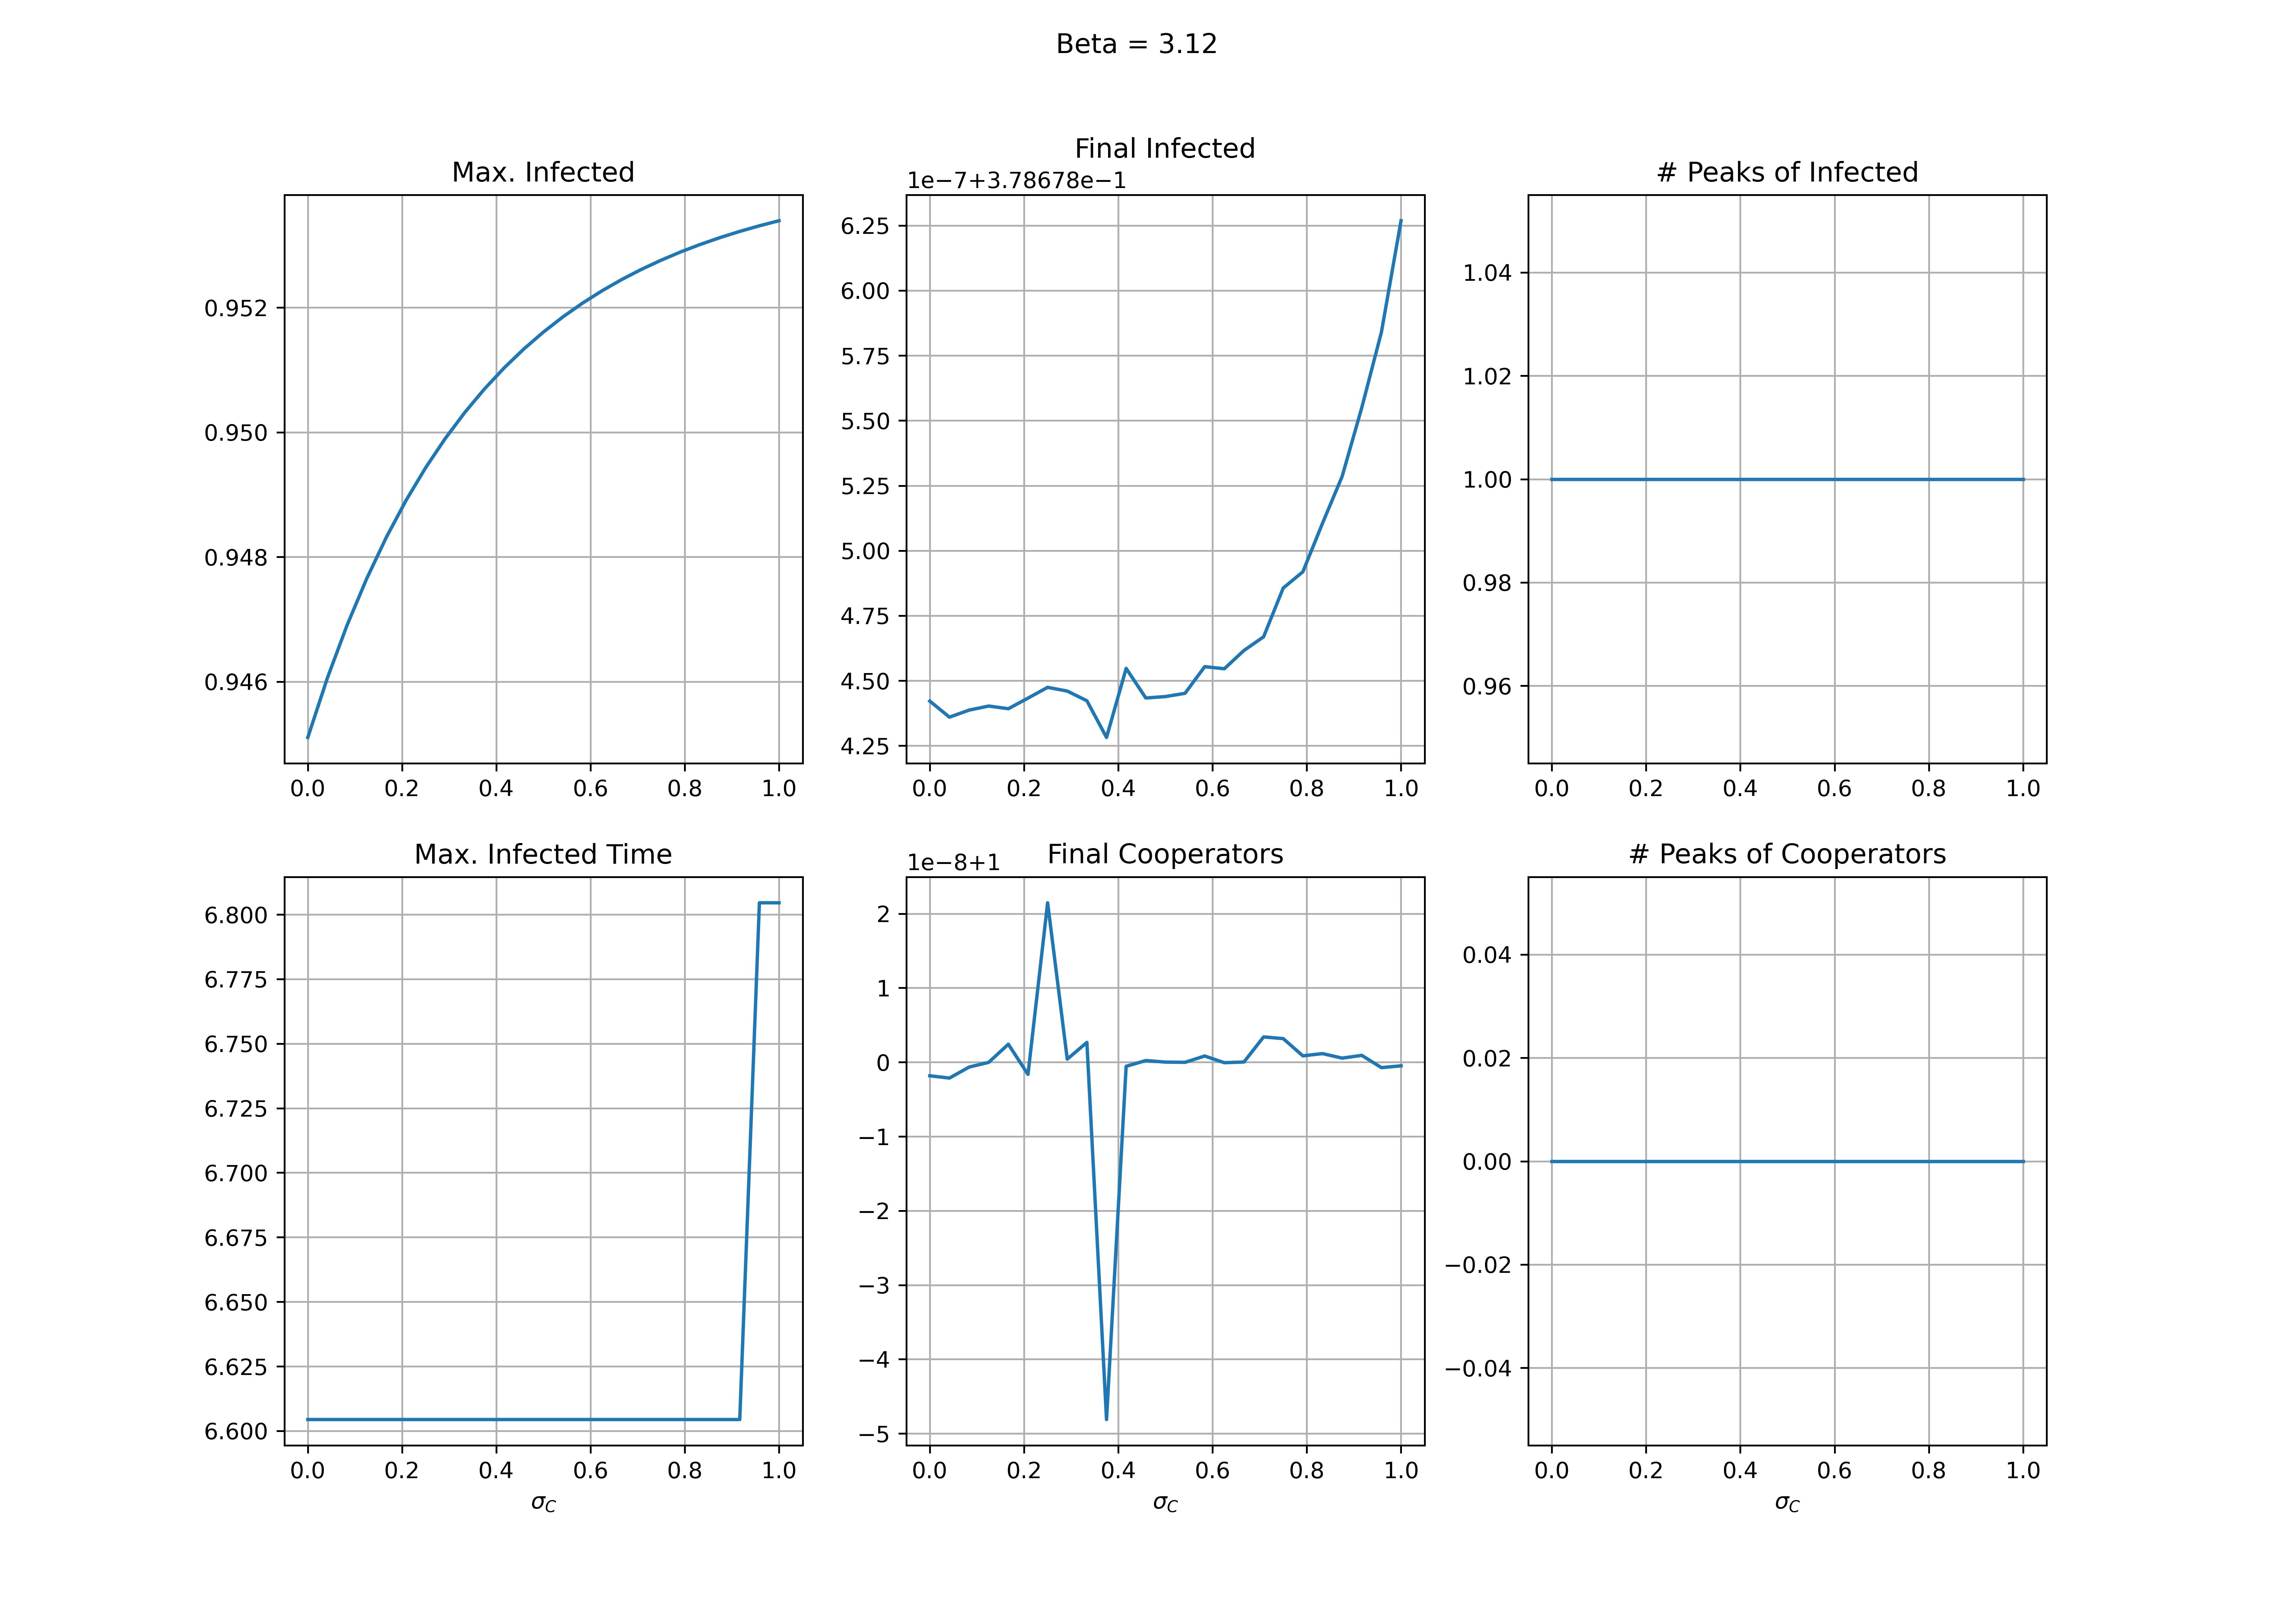 Beta = 3.12
Max. Infected
0.952
0.950
0.948
0.946
0.0 0.2 0.4 0.6 0.8 1.0
Final Infected
1e−7+3.78678e−1
6.25
6.00
5.75
5.50
5.25
5.00
4.75
4.50
4.25
0.0 0.2 0.4 0.6 0.8 1.0
# Peaks of Infected
1.04
1.02
1.00
0.98
0.96
0.0 0.2 0.4 0.6 0.8 1.0
Max. Infected Time
6.800
6.775
6.750
6.725
6.700
6.675
6.650
6.625
6.600
0.0 0.2 0.4 0.6 0.8 1.0
σ_C
Final Cooperators
1e−8+1
2
1
0
−1
−2
−3
−4
−5
0.0 0.2 0.4 0.6 0.8 1.0
σ_C
# Peaks of Cooperators
0.04
0.02
0.00
−0.02
−0.04
0.0 0.2 0.4 0.6 0.8 1.0
σ_C